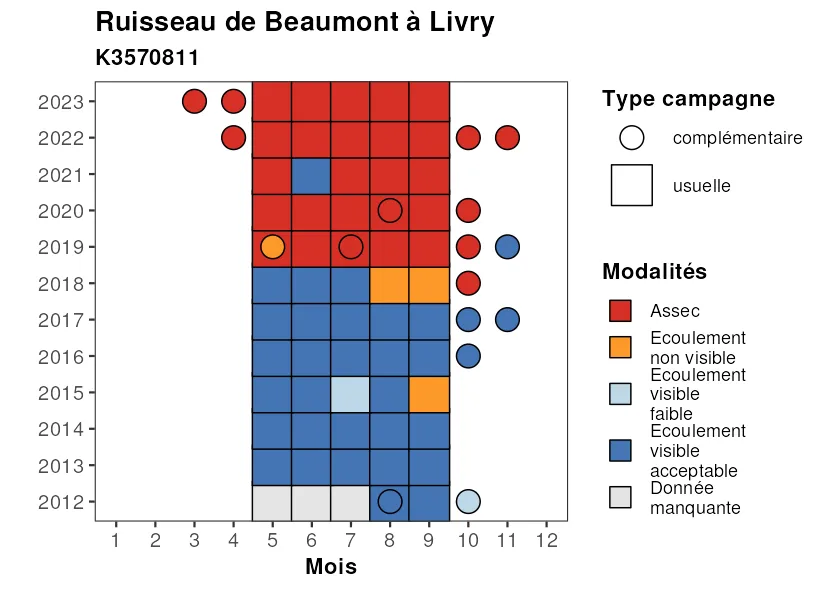 Ruisseau de Beaumont à Livry
K3570811
2023
2022
2021
2020
2019
2018
2017
2016
2015
2014
2013
2012
1 2 3 4 5 6 7 8 9 10 11 12
Mois
Type campagne
complémentaire
usuelle
Modalités
Assec
Ecoulement
non visible
Ecoulement
visible
faible
Ecoulement
visible
acceptable
Donnée
manquante